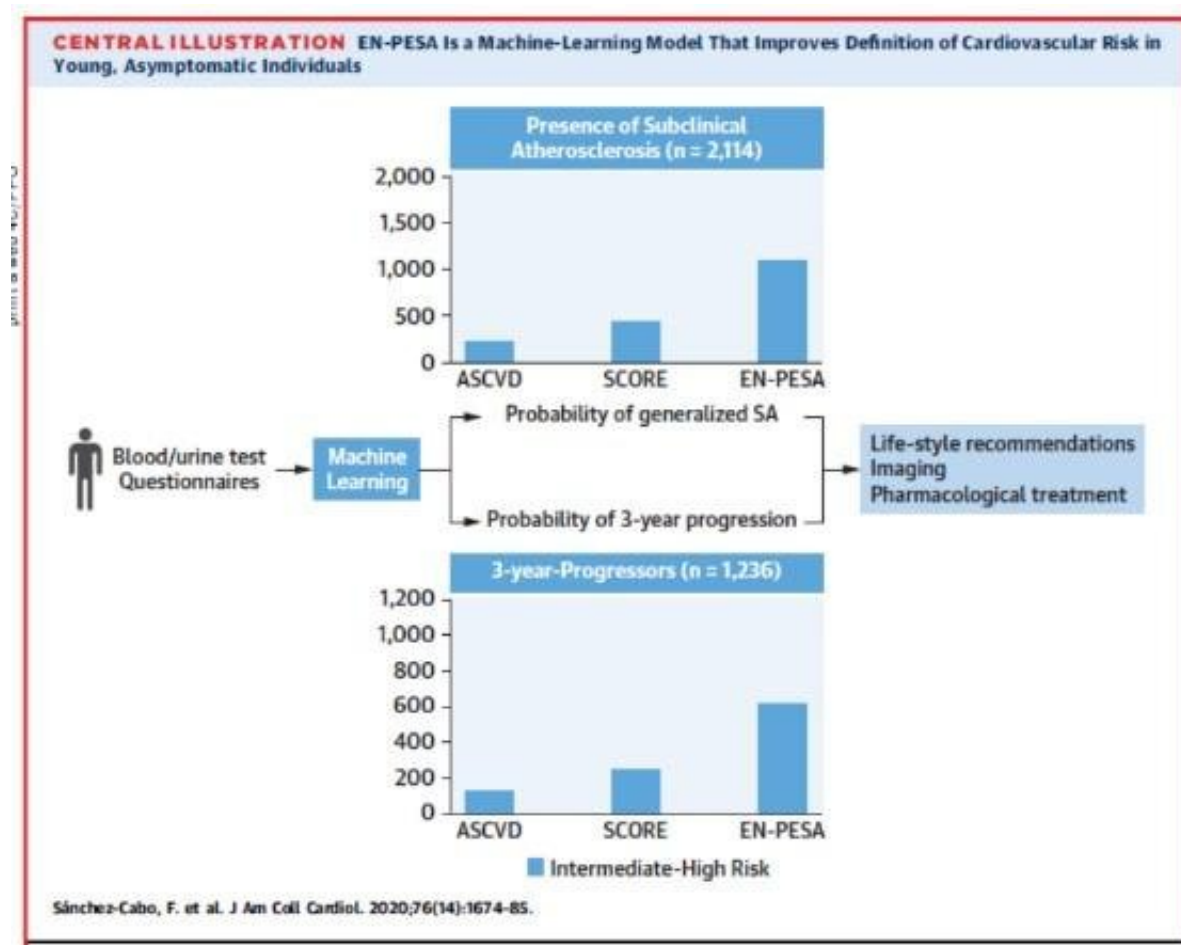 CENTRAL ILLUSTRATION EN-PESA Is a Machine-Learning Model That Improves Definition of Cardiovascular Risk in
Young, Asymptomatic Individuals
Presence of Subclinical
Atherosclerosis (n = 2,114)
2,000
1,500
1,000
500
0
ASCVD SCORE EN-PESA
Probability of generalized SA
Blood/urine test
Questionnaires
Machine
Learning
Life-style recommendations
Imaging
Pharmacological treatment
Probability of 3-year progression
3-year-Progressors (n = 1,236)
1,200
1,000
800
600
400
200
0
ASCVD SCORE EN-PESA
Intermediate-High Risk
Sánchez-Cabo, F. et al. J Am Coll Cardiol. 2020;76(14):1674-85.